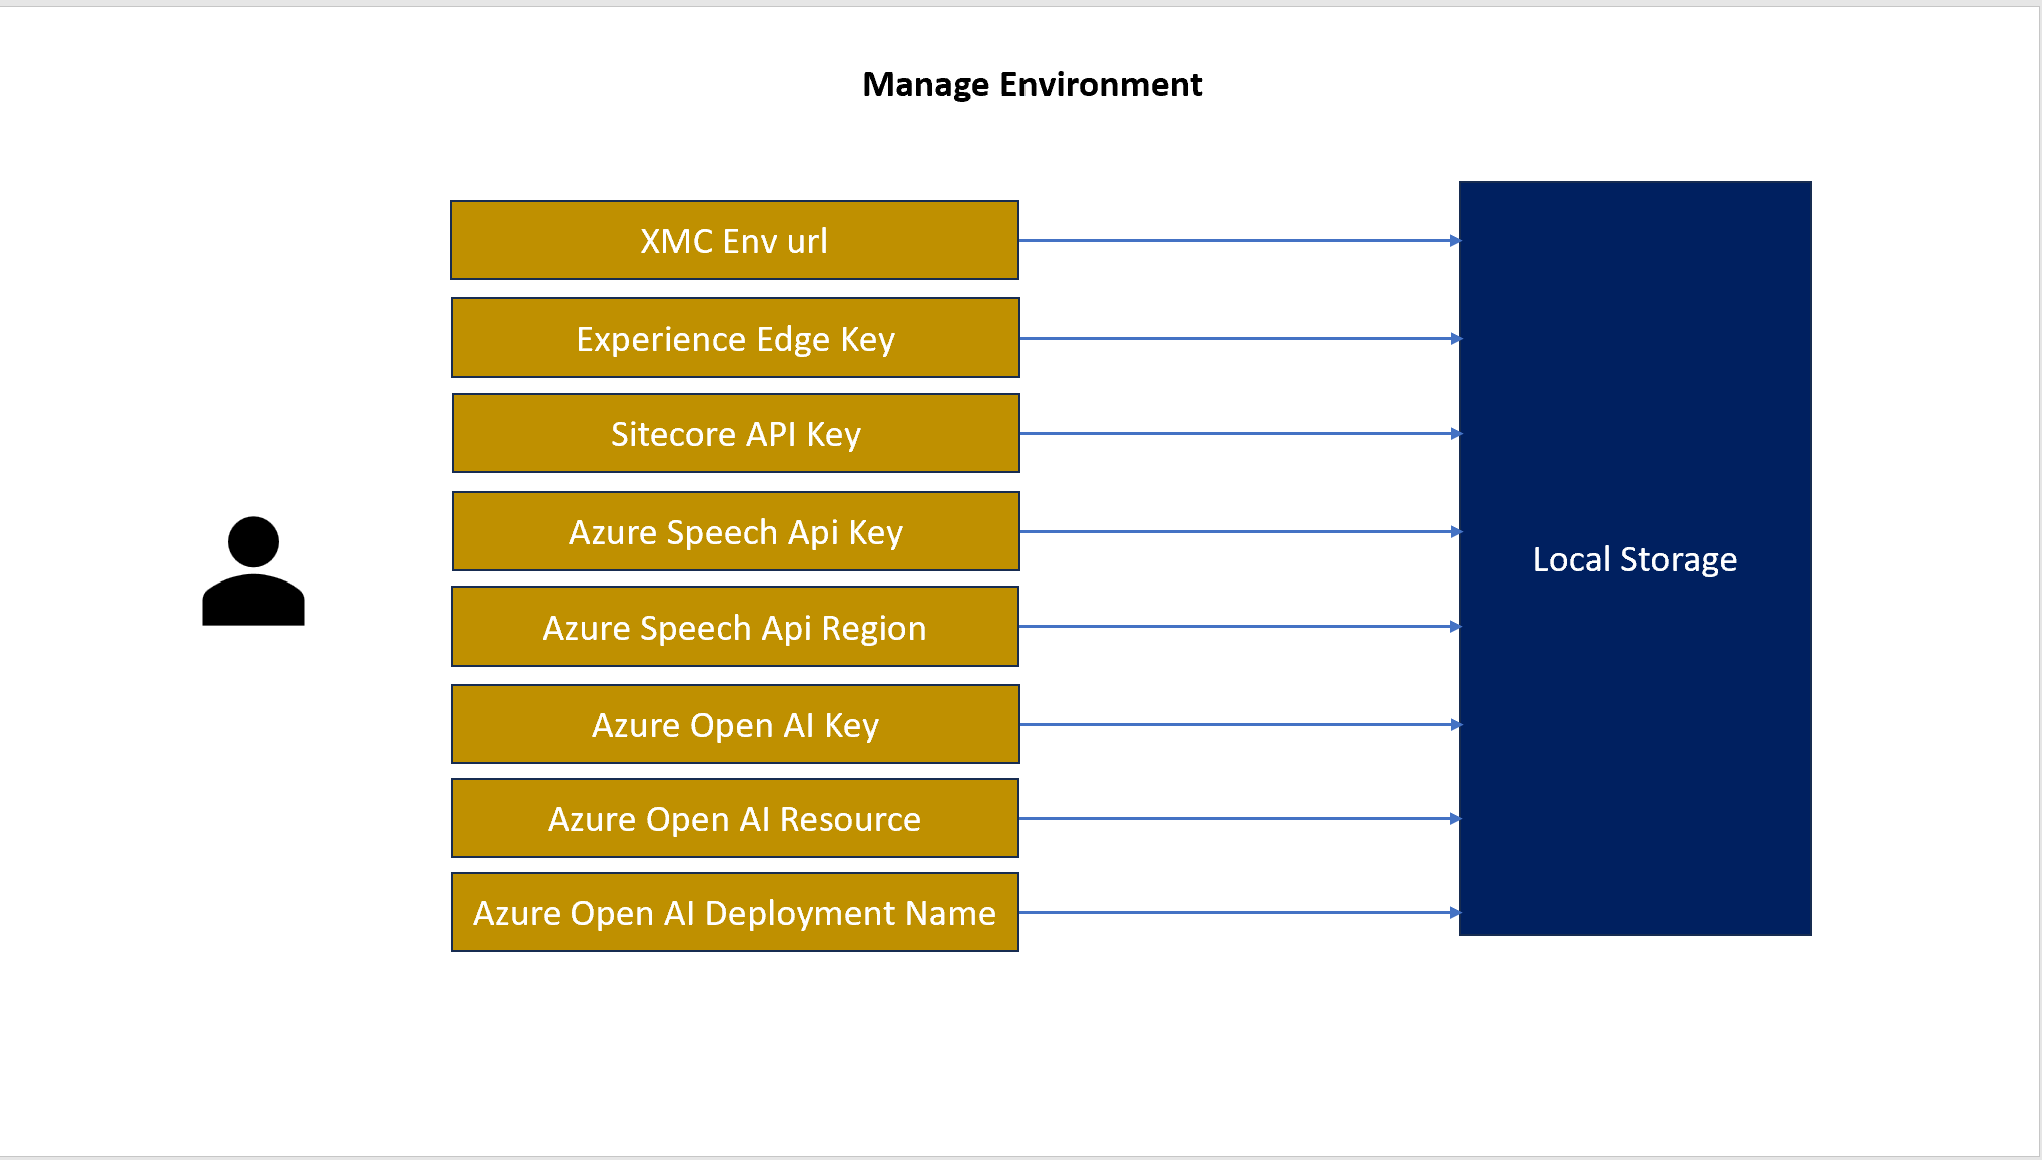 Manage Environment
XMC Env url
Experience Edge Key
Sitecore API Key
Azure Speech Api Key
Azure Speech Api Region
Azure Open AI Key
Azure Open AI Resource
Azure Open AI Deployment Name
Local Storage